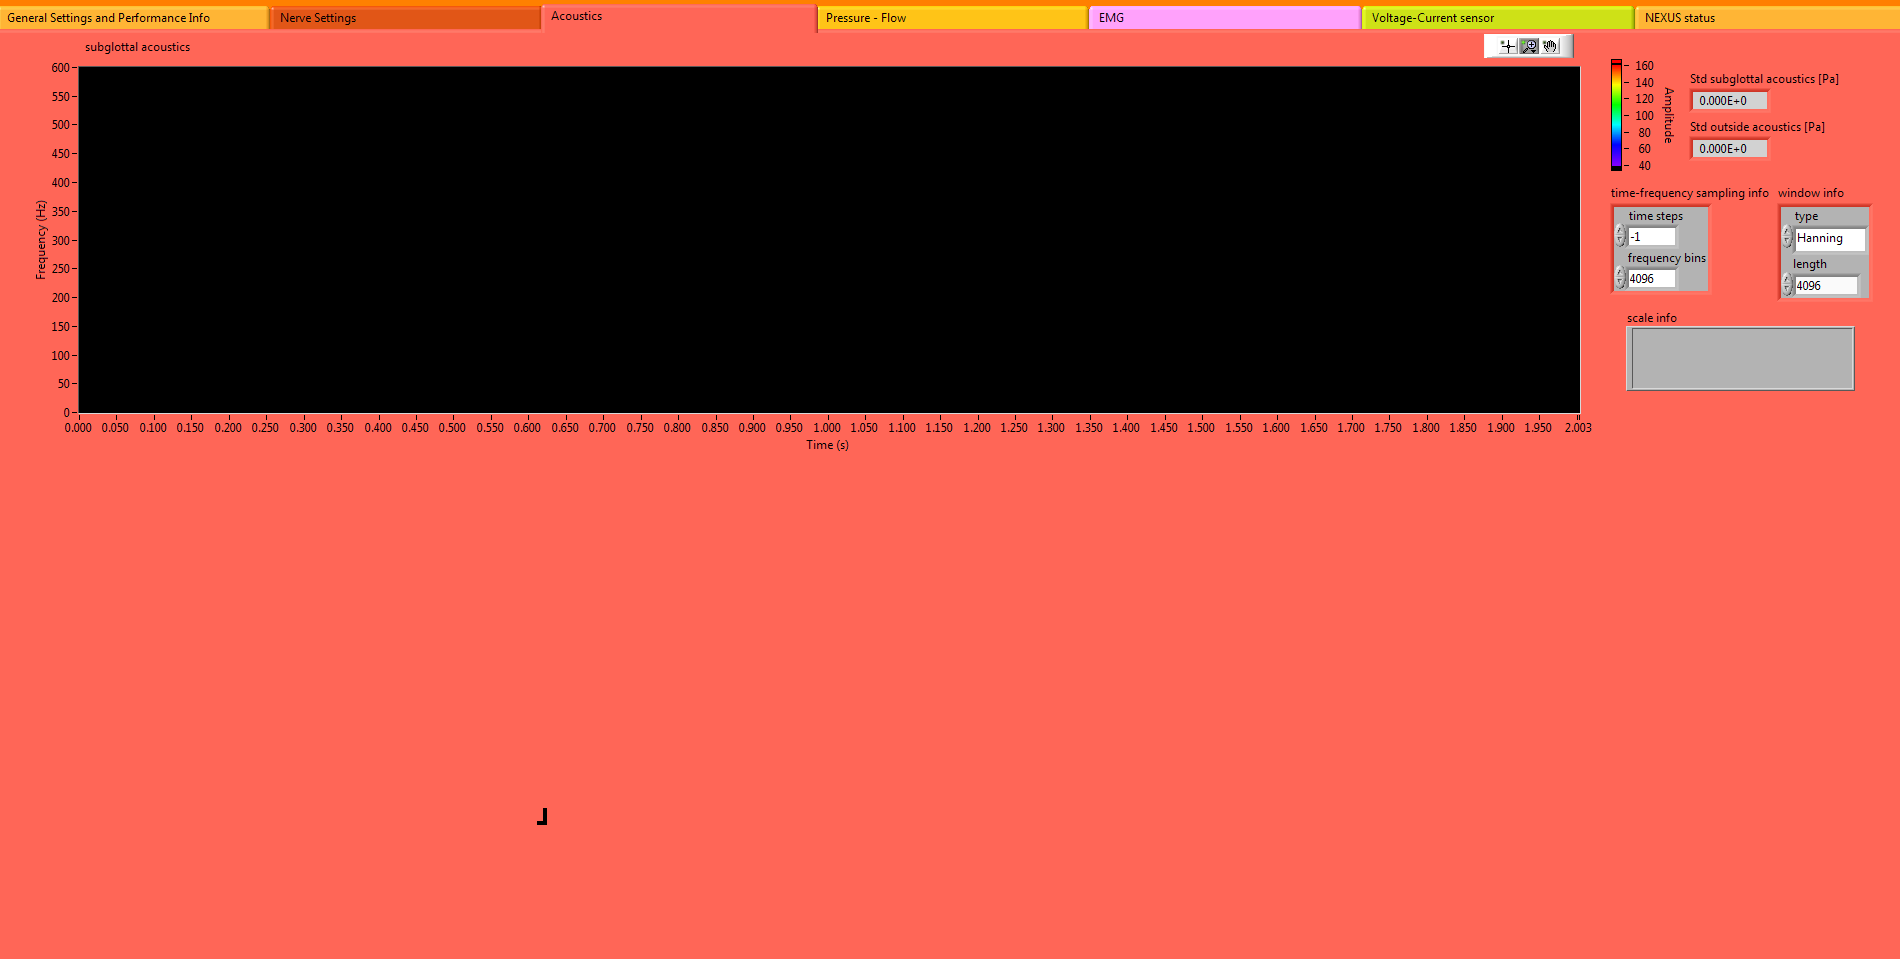 General Settings and Performance Info
Nerve Settings
Acoustics
Pressure - Flow
EMG
Voltage-Current sensor
NEXUS status
subglottal acoustics
600
550
500
450
400
350
300
250
200
150
100
50
0
Frequency (Hz)
0.000 0.050 0.100 0.150 0.200 0.250 0.300 0.350 0.400 0.450 0.500 0.550 0.600 0.650 0.700 0.750 0.800 0.850 0.900 0.950 1.000 1.050 1.100 1.150 1.200 1.250 1.300 1.350 1.400 1.450 1.500 1.550 1.600 1.650 1.700 1.750 1.800 1.850 1.900 1.950 2.003
Time (s)
160
140
120
100
80
60
40
Amplitude
Std subglottal acoustics [Pa]
0.000E+0
Std outside acoustics [Pa]
0.000E+0
time-frequency sampling info
time steps
-1
frequency bins
4096
window info
type
Hanning
length
4096
scale info